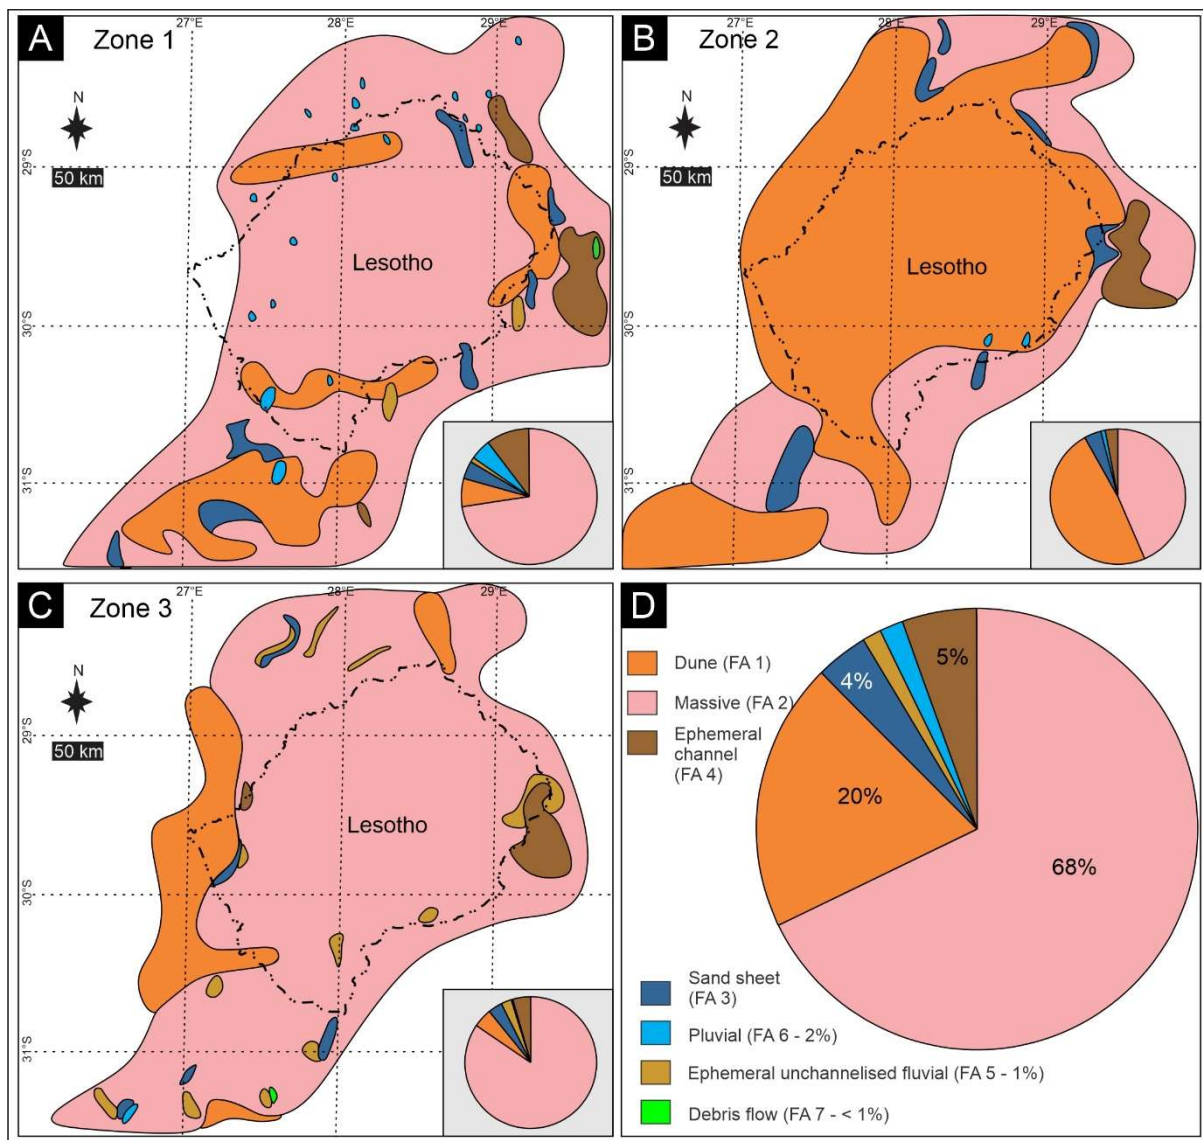 A
Zone 1
27°E
28°E
29°E
N
50 km
29°S
30°S
31°S
Lesotho
B
Zone 2
27°E
28°E
29°E
N
50 km
29°S
30°S
31°S
Lesotho
C
Zone 3
27°E
28°E
29°E
N
50 km
29°S
30°S
31°S
Lesotho
D
Dune (FA 1)
Massive (FA 2)
Ephemeral
channel
(FA 4)
5%
4%
20%
68%
Sand sheet
(FA 3)
Pluvial (FA 6 - 2%)
Ephemeral unchannelised fluvial (FA 5 - 1%)
Debris flow (FA 7 - < 1%)